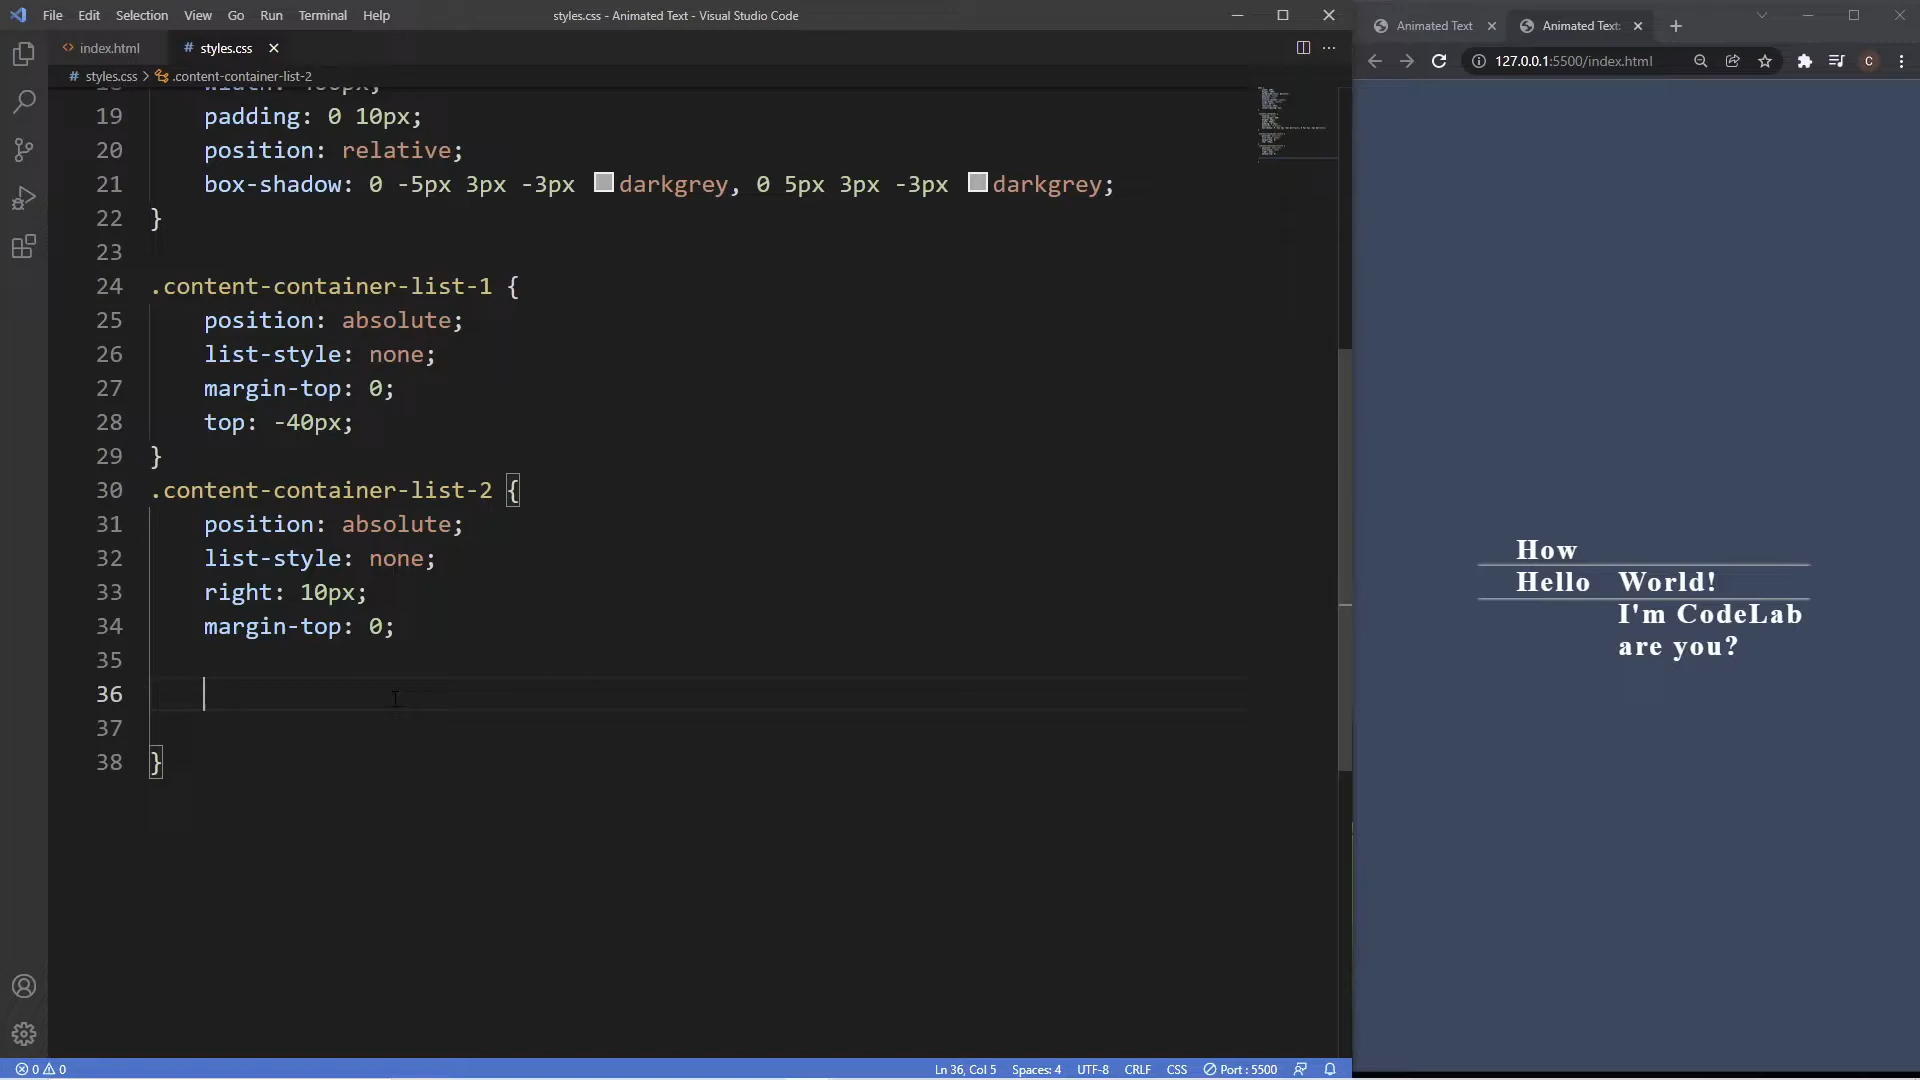 File Edit Selection View Go Run Terminal Help
styles.css - Animated Text - Visual Studio Code
<> index.html
# styles.css
# styles.css > .content-container-list-2
19 padding: 0 10px;
20 position: relative;
21 box-shadow: 0 -5px 3px -3px darkgrey, 0 5px 3px -3px darkgrey;
22 }
23
24 .content-container-list-1 {
25 position: absolute;
26 list-style: none;
27 margin-top: 0;
28 top: -40px;
29 }
30 .content-container-list-2 {
31 position: absolute;
32 list-style: none;
33 right: 10px;
34 margin-top: 0;
35
36
37
38 }
0 0
Ln 36, Col 5 Spaces: 4 UTF-8 CRLF CSS Port : 5500
Animated Text
Animated Text
127.0.0.1:5500/index.html
C
How
Hello World!
I'm CodeLab
are you?